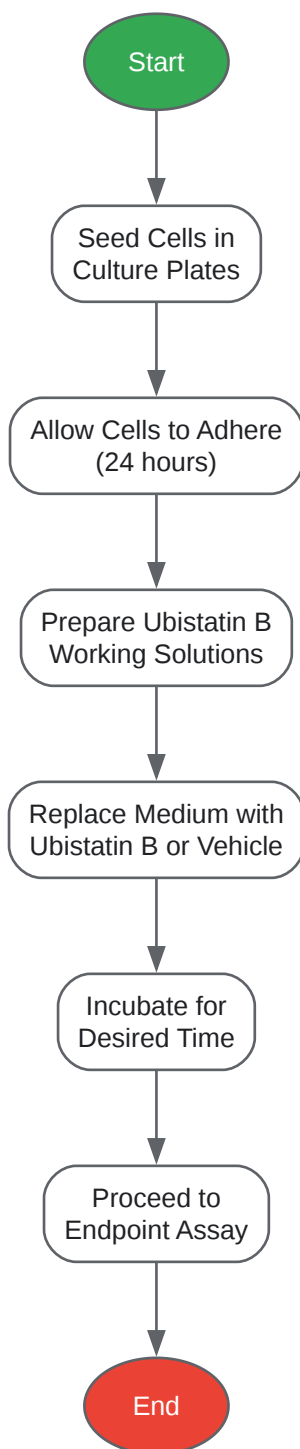 Start
Seed Cells in
Culture Plates
Allow Cells to Adhere
(24 hours)
Prepare Ubistatin B
Working Solutions
Replace Medium with
Ubistatin B or Vehicle
Incubate for
Desired Time
Proceed to
Endpoint Assay
End